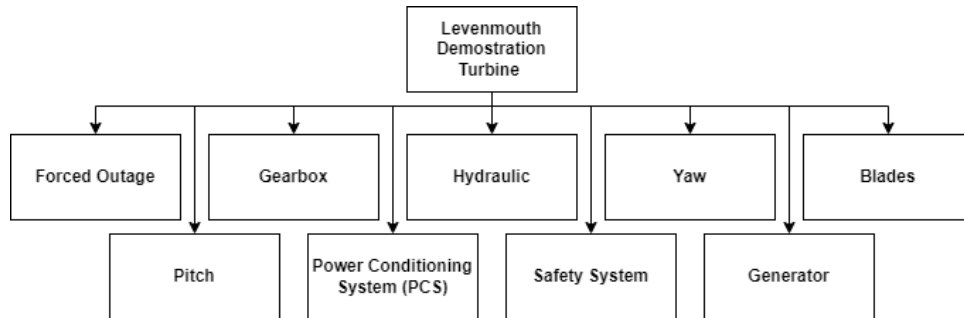 Levenmouth
Demostration
Turbine
Forced Outage
Gearbox
Hydraulic
Yaw
Blades
Pitch
Power Conditioning
System (PCS)
Safety System
Generator